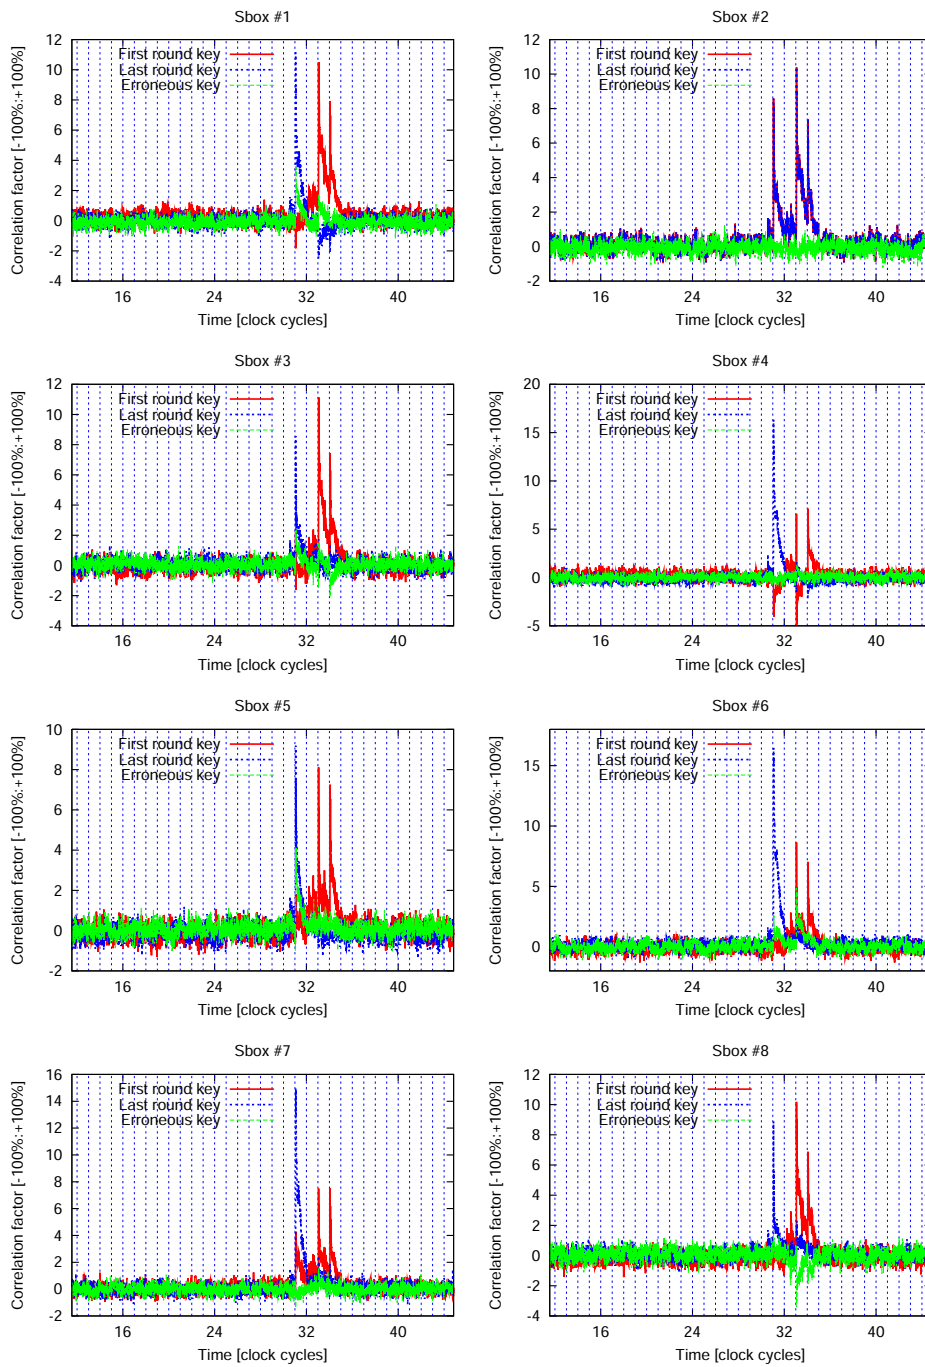 Sbox #1
Correlation factor [-100%:+100%]
12
10
8
6
4
2
0
-2
-4
First round key
Last round key
Erroneous key
16
24
32
40
Time [clock cycles]
Sbox #2
Correlation factor [-100%:+100%]
12
10
8
6
4
2
0
-2
First round key
Last round key
Erroneous key
16
24
32
40
Time [clock cycles]
Sbox #3
Correlation factor [-100%:+100%]
12
10
8
6
4
2
0
-2
-4
First round key
Last round key
Erroneous key
16
24
32
40
Time [clock cycles]
Sbox #4
Correlation factor [-100%:+100%]
20
15
10
5
0
-5
First round key
Last round key
Erroneous key
16
24
32
40
Time [clock cycles]
Sbox #5
Correlation factor [-100%:+100%]
10
8
6
4
2
0
-2
First round key
Last round key
Erroneous key
16
24
32
40
Time [clock cycles]
Sbox #6
Correlation factor [-100%:+100%]
15
10
5
0
First round key
Last round key
Erroneous key
16
24
32
40
Time [clock cycles]
Sbox #7
Correlation factor [-100%:+100%]
16
14
12
10
8
6
4
2
0
-2
First round key
Last round key
Erroneous key
16
24
32
40
Time [clock cycles]
Sbox #8
Correlation factor [-100%:+100%]
12
10
8
6
4
2
0
-2
-4
First round key
Last round key
Erroneous key
16
24
32
40
Time [clock cycles]